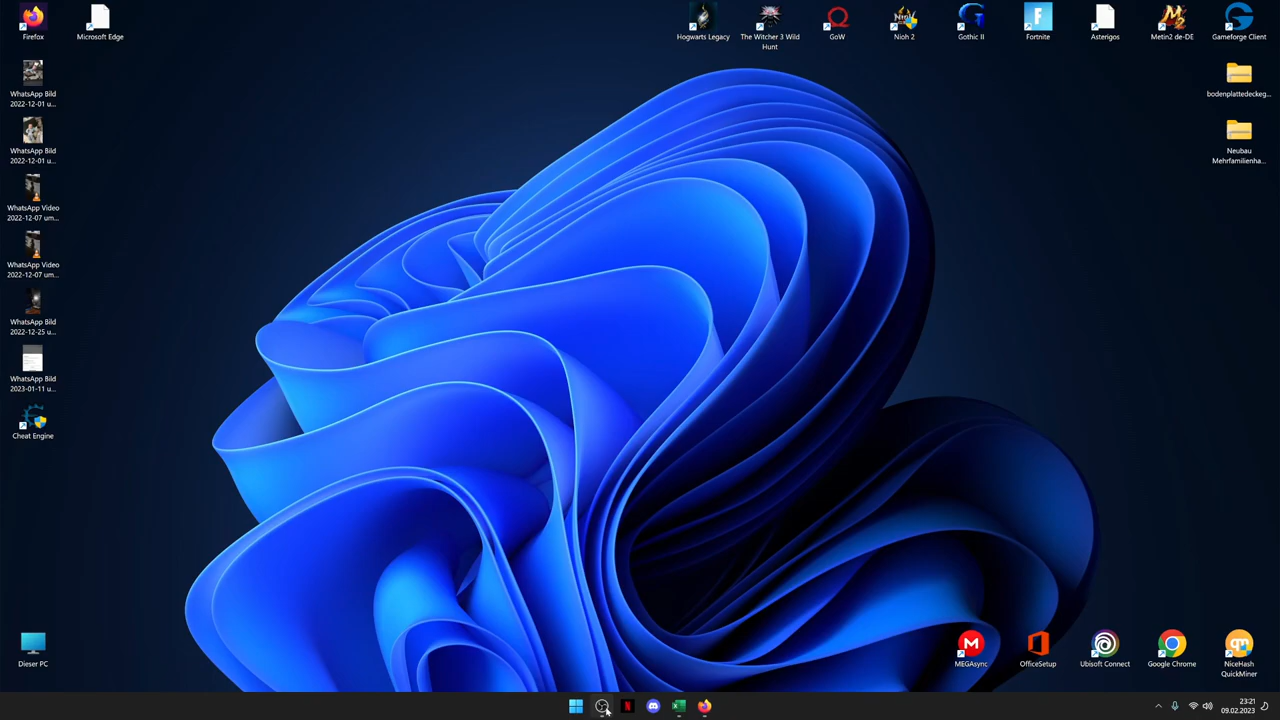 Firefox
Microsoft Edge
Hogwarts Legacy
The Witcher 3 Wild
Hunt
GoW
Nioh 2
Gothic II
Fortnite
Asterigos
Metin2 de-DE
Gameforge Client
WhatsApp Bild
2022-12-01 u...
bodenplattedeckeg...
WhatsApp Bild
2022-12-01 u...
Neubau
Mehrfamilienha...
WhatsApp Video
2022-12-07 um...
WhatsApp Video
2022-12-07 um...
WhatsApp Bild
2022-12-25 um...
WhatsApp Bild
2023-01-11 u...
Cheat Engine
Dieser PC
MEGAsync
OfficeSetup
Ubisoft Connect
Google Chrome
NiceHash
QuickMiner
23:21
09.02.2023